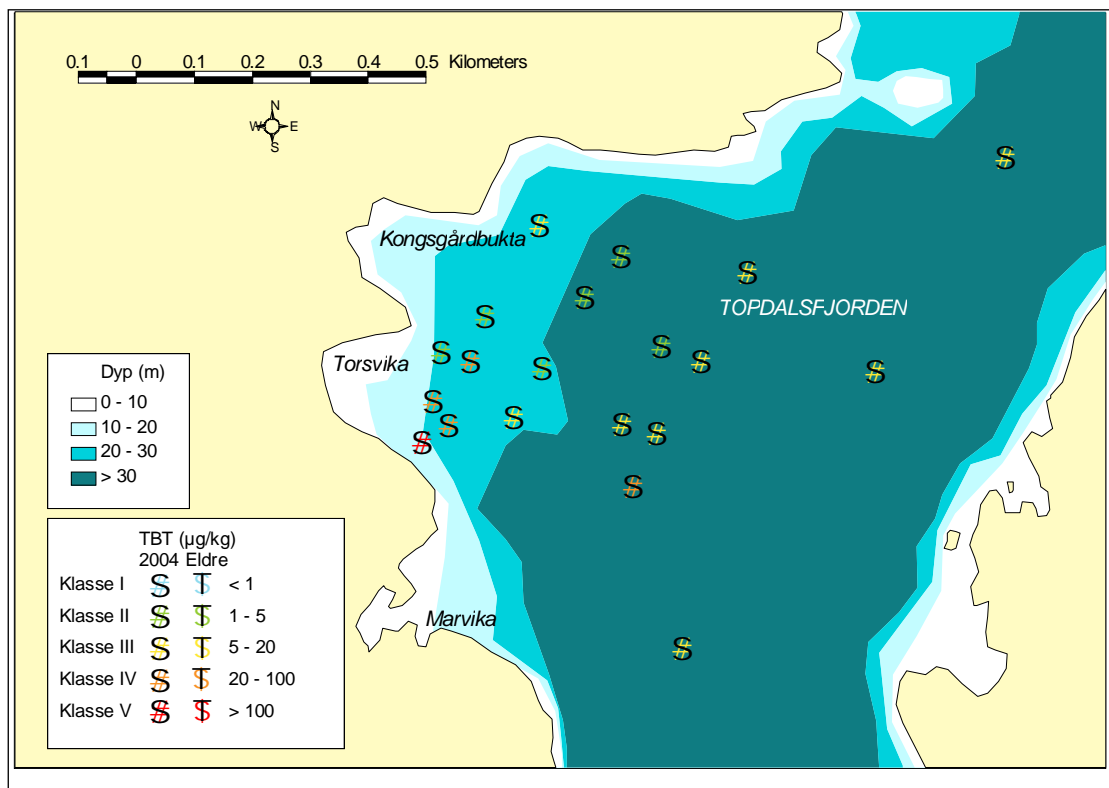 0.1 0 0.1 0.2 0.3 0.4 0.5 Kilometers
N
W E
S
Kongsgårdbukta
TOPDALSFJORDEN
Torsvika
Marvika
Dyp (m)
0 - 10
10 - 20
20 - 30
> 30
TBT (µg/kg)
2004 Eldre
Klasse I S T < 1
Klasse II S T 1 - 5
Klasse III S T 5 - 20
Klasse IV S T 20 - 100
Klasse V S T > 100